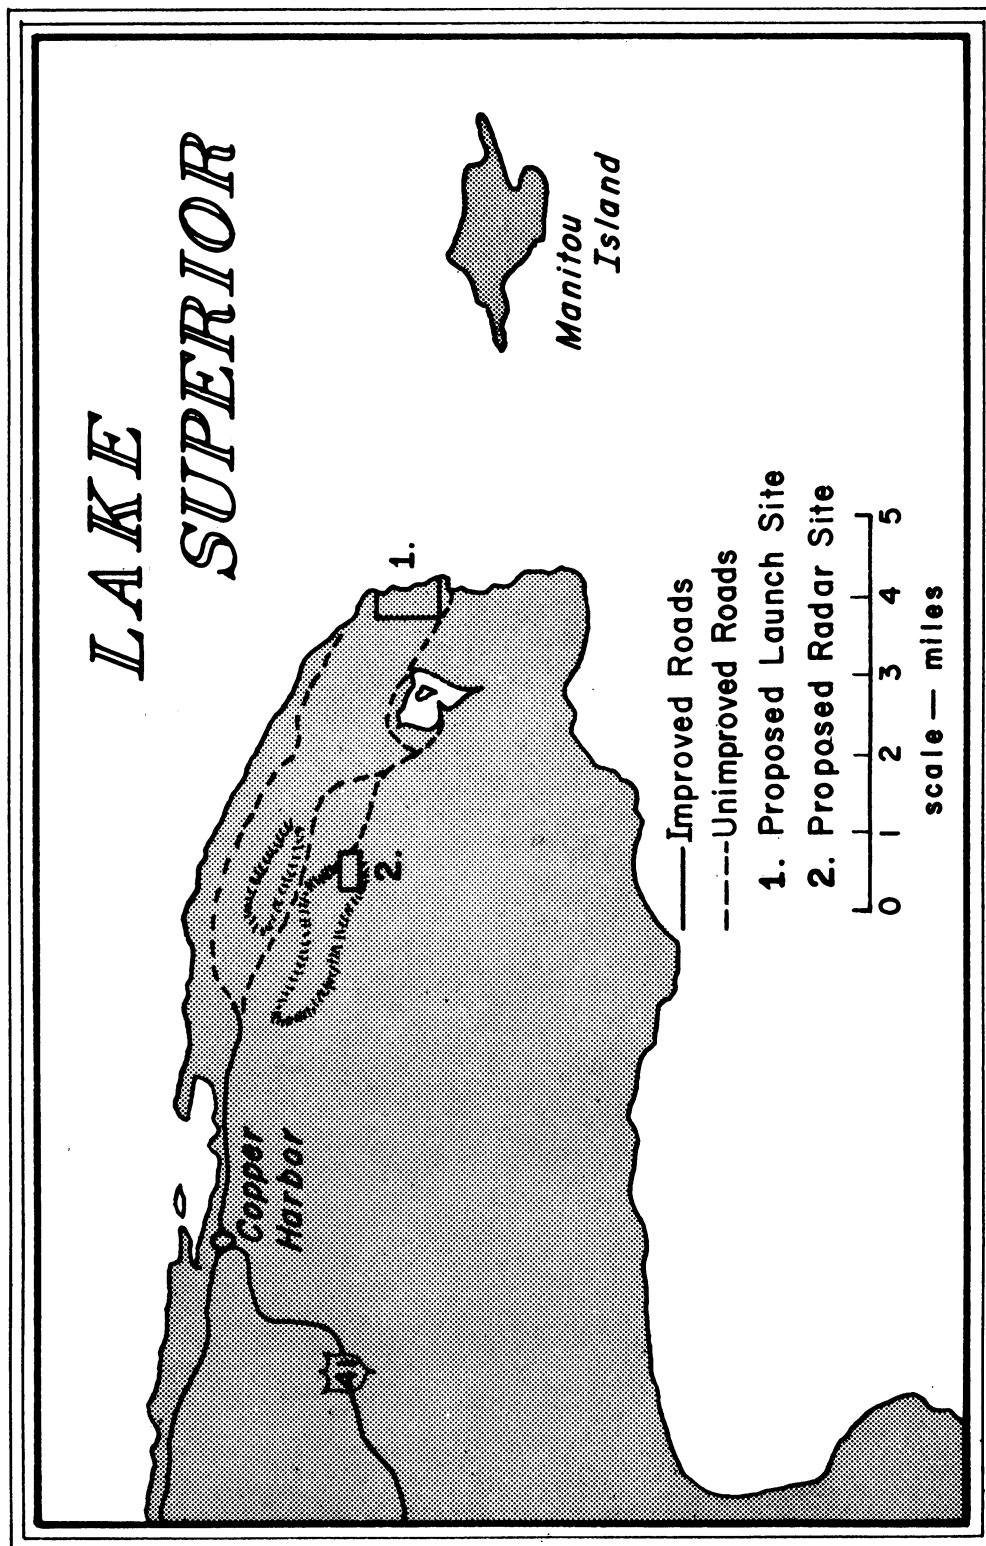 LAKE
SUPERIOR
Manitou
Island
1.
2.
Copper
Harbor
41
Improved Roads
Unimproved Roads
1. Proposed Launch Site
2. Proposed Radar Site
0 1 2 3 4 5
scale — miles